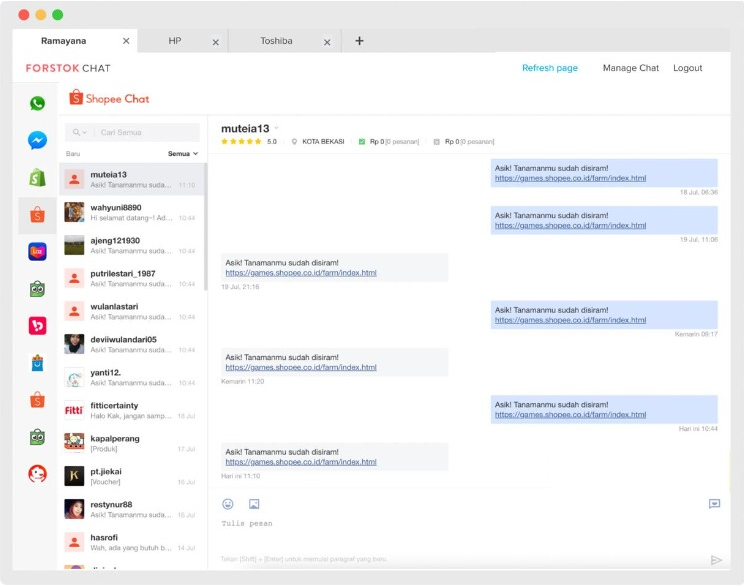 Ramayana
HP
Toshiba
FORSTOK CHAT
Refresh page
Manage Chat
Logout
Shopee Chat
Cari Semua
Baru
Semua
muteia13
Asik! Tanamanmu suda... 11:10
wahyuni8890
Hi selamat datang~! Ad... 10:44
ajeng121930
Asik! Tanamanmu suda... 10:44
putrilestari_1987
Asik! Tanamanmu suda... 10:44
wulanlastari
Asik! Tanamanmu suda... 10:44
deviiwulandari05
Asik! Tanamanmu suda... 10:44
yanti12.
Asik! Tanamanmu suda... 10:44
Fitti
fitticertainty
Halo Kak, jangan samp... 18 Jul
kapalperang
[Produk] 17 Jul
K
pt.jiekai
[Voucher] 16 Jul
restynur88
Asik! Tanamanmu suda... 16 Jul
hasrofi
Wah, ada yang butuh b... 14 Jul
muteia13
5.0
KOTA BEKASI
Rp 0 [0 pesanan]
Rp 0 [0 pesanan]
Asik! Tanamanmu sudah disiram!
https://games.shopee.co.id/farm/index.html
18 Jul, 06:36
Asik! Tanamanmu sudah disiram!
https://games.shopee.co.id/farm/index.html
19 Jul, 11:08
Asik! Tanamanmu sudah disiram!
https://games.shopee.co.id/farm/index.html
19 Jul, 21:18
Asik! Tanamanmu sudah disiram!
https://games.shopee.co.id/farm/index.html
Kemarin 09:17
Asik! Tanamanmu sudah disiram!
https://games.shopee.co.id/farm/index.html
Kemarin 11:20
Asik! Tanamanmu sudah disiram!
https://games.shopee.co.id/farm/index.html
Hari ini 10:44
Asik! Tanamanmu sudah disiram!
https://games.shopee.co.id/farm/index.html
Hari ini 11:10
Tulis pesan
Tekan [Shift] + [Enter] untuk memulai paragraf yang baru